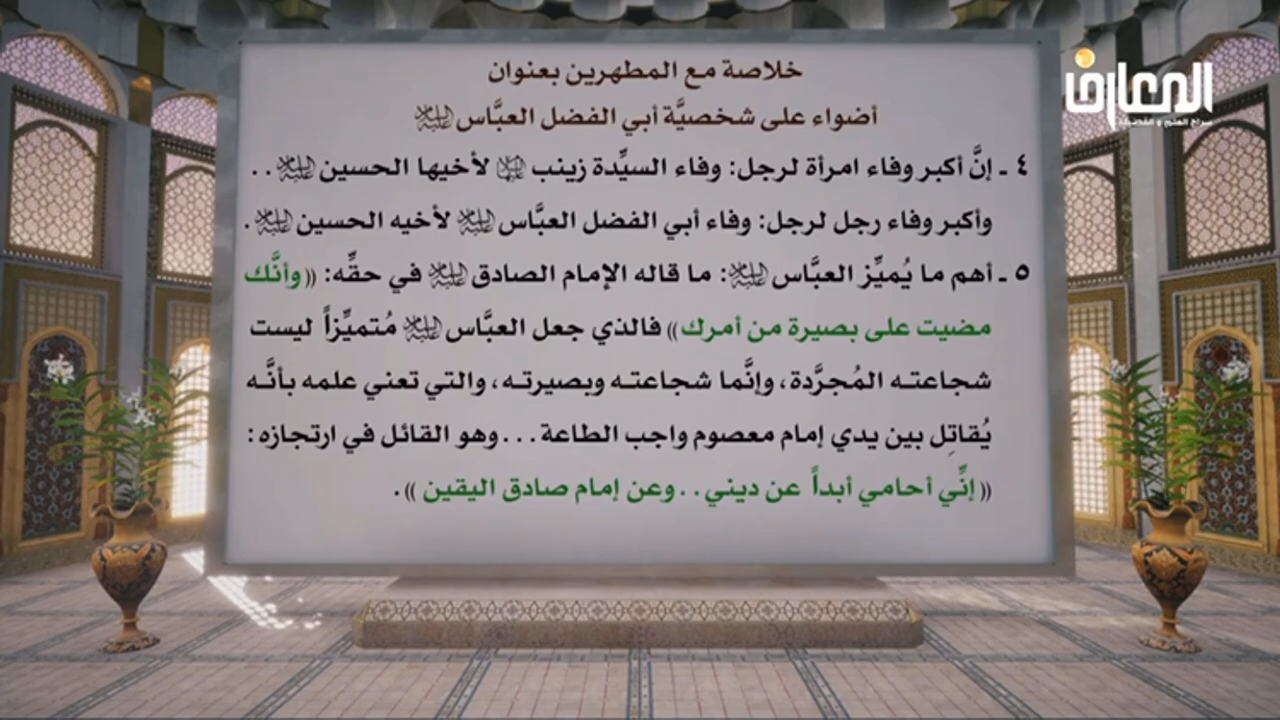 المعارف
سراج العلم و الفضيلة
خلاصة مع المطهرين بعنوان
أضواء على شخصيَّة أبي الفضل العبَّاس عليه السلام
٤ ـ إنَّ أكبر وفاء امرأة لرجل: وفاء السيِّدة زينب عليها السلام لأخيها الحسين عليه السلام ..
وأكبر وفاء رجل لرجل: وفاء أبي الفضل العبَّاس عليه السلام لأخيه الحسين عليه السلام .
٥ ـ أهم ما يُميِّز العبَّاس عليه السلام: ما قاله الإمام الصادق عليه السلام في حقِّه: ((وأنَّك
مضيت على بصيرة من أمرك)) فالذي جعل العبَّاس عليه السلام مُتميِّزاً ليست
شجاعته المُجرَّدة، وإنَّما شجاعته وبصيرته، والتي تعني علمه بأنَّه
يُقاتِل بين يدي إمام معصوم واجب الطاعة... وهو القائل في ارتجازه:
((إنِّي أحامي أبداً عن ديني.. وعن إمام صادق اليقين)).